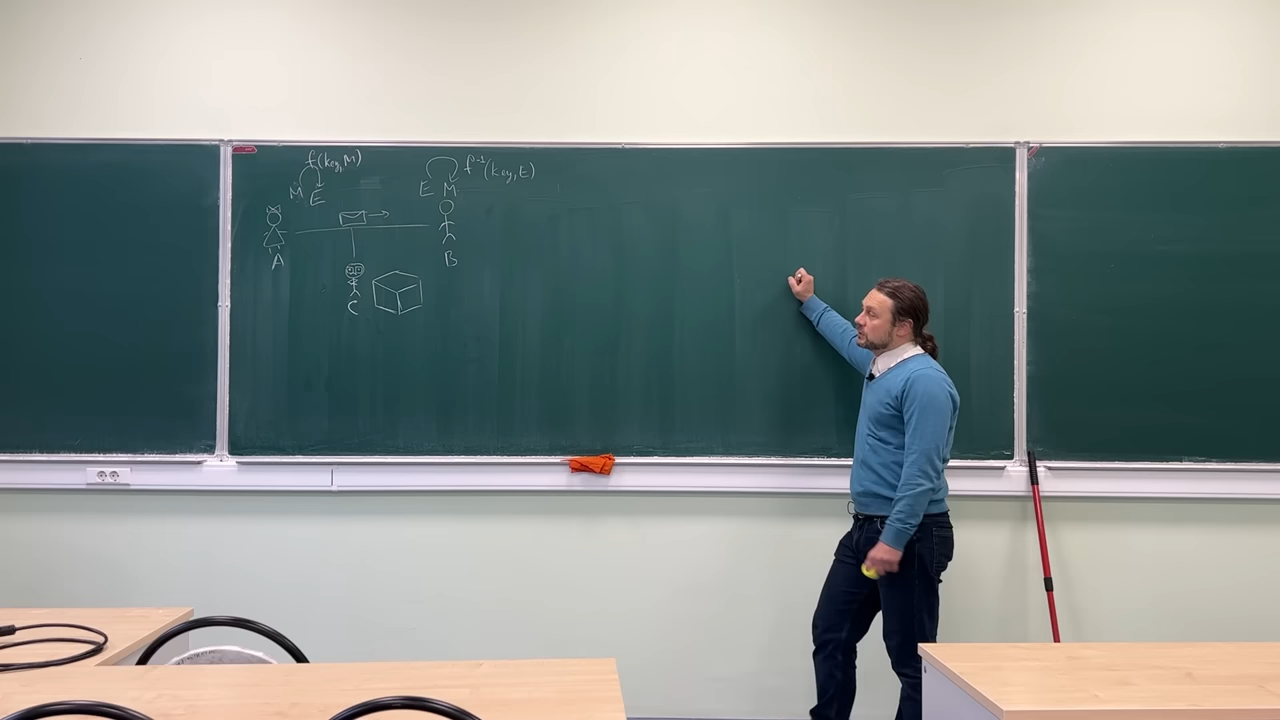 f(key, M)
M E
f⁻¹(key, E)
E M
A
B
C